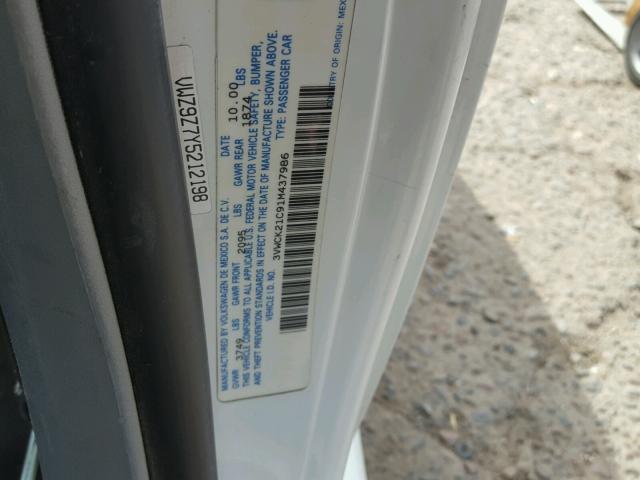 VWZ9Z7Y5212198
MANUFACTURED BY VOLKSWAGEN DE MEXICO S.A. DE C.V. DATE 10.00
GVWR 3749 LBS GAWR FRONT 2095 LBS GAWR REAR 1874 LBS
THIS VEHICLE CONFORMS TO ALL APPLICABLE U.S. FEDERAL MOTOR VEHICLE SAFETY, BUMPER,
AND THEFT PREVENTION STANDARDS IN EFFECT ON THE DATE OF MANUFACTURE SHOWN ABOVE.
VEHICLE I.D. NO. 3VWCK21C91M437986 TYPE: PASSENGER CAR
COUNTRY OF ORIGIN: MEX